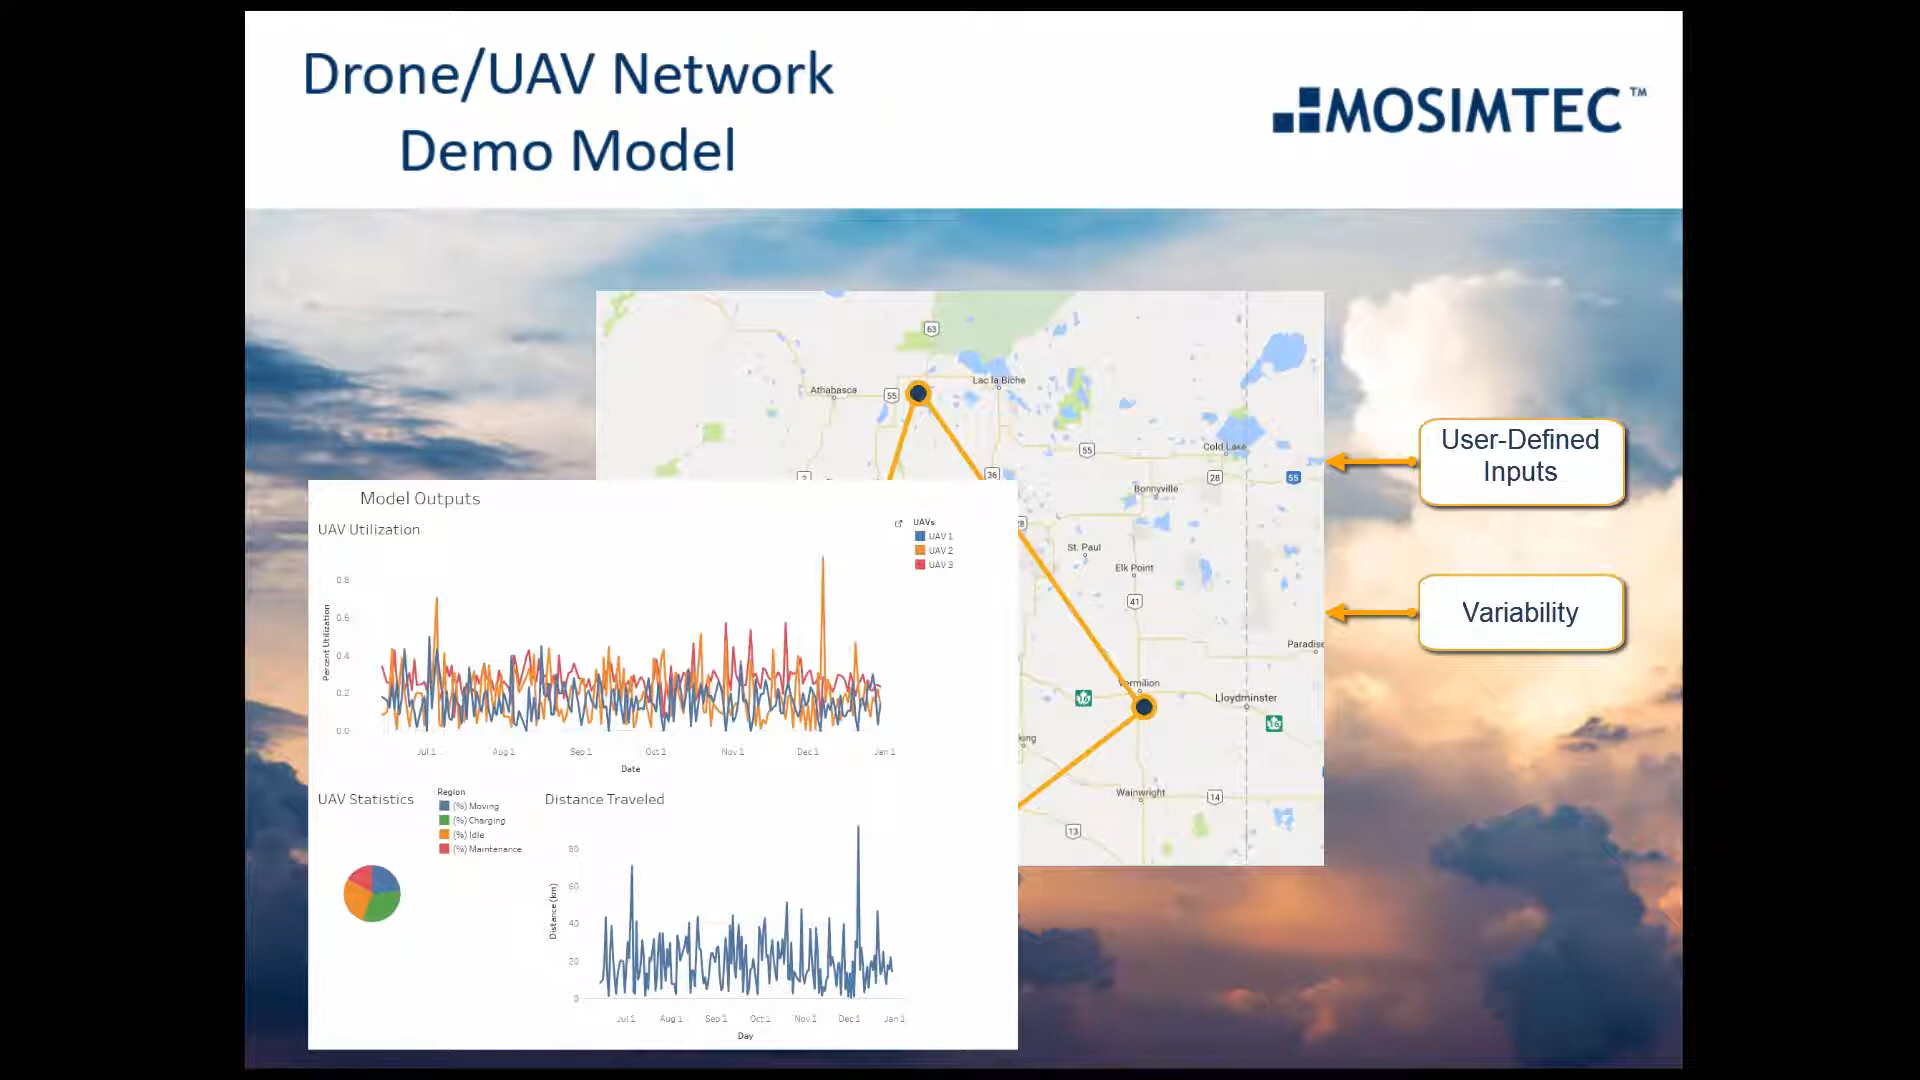 Drone/UAV Network
Demo Model
MOSIMTEC™
63
Athabasca
55
Lac la Biche
55
36
Cold Lake
28
55
Bonnyville
St. Paul
Elk Point
41
Paradise
Vermilion
16
Lloydminster
16
king
Wainwright
14
13
User-Defined
Inputs
Variability
Model Outputs
UAV Utilization
UAVs
UAV 1
UAV 2
UAV 3
Percent Utilization
0.8
0.6
0.4
0.2
0.0
Jul 1
Aug 1
Sep 1
Oct 1
Nov 1
Dec 1
Jan 1
Date
UAV Statistics
Region
(%) Moving
(%) Charging
(%) Idle
(%) Maintenance
Distance Traveled
Distance (km)
80
60
40
20
0
Jul 1
Aug 1
Sep 1
Oct 1
Nov 1
Dec 1
Jan 1
Day